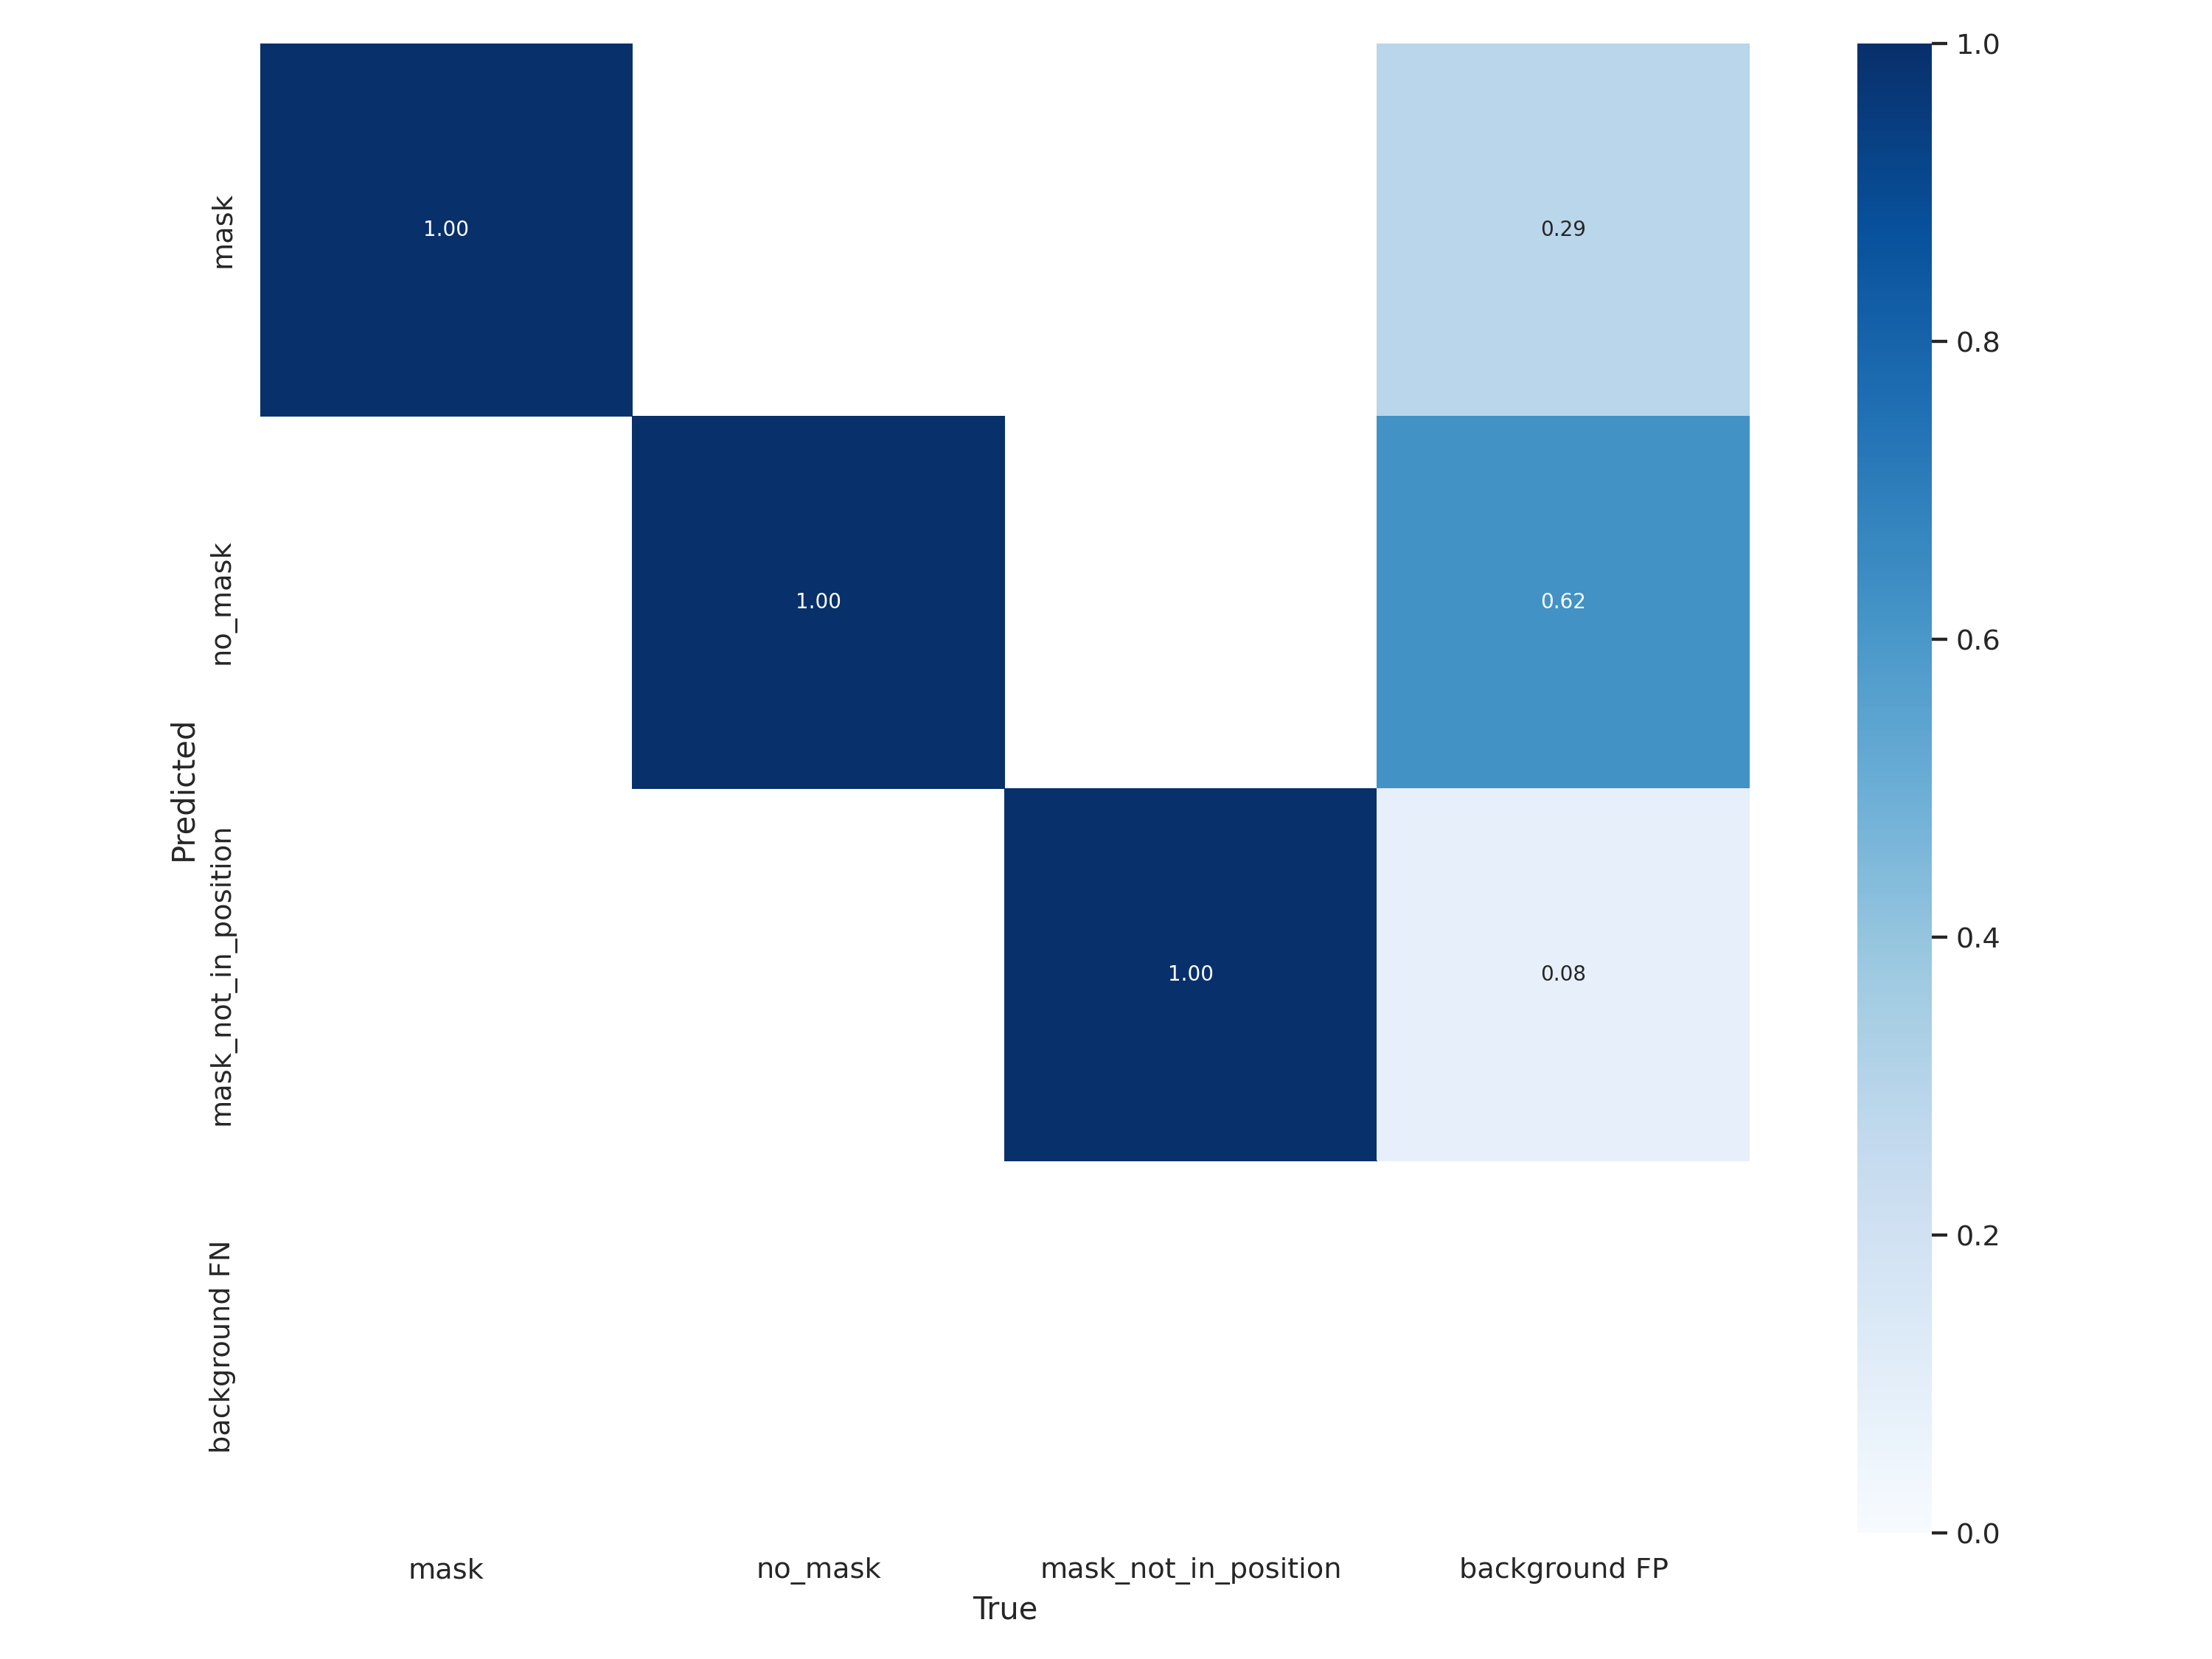 1.0
mask
1.00
0.29
0.8
no_mask
1.00
0.62
0.6
Predicted
mask_not_in_position
1.00
0.08
0.4
background FN
0.2
0.0
mask
no_mask
mask_not_in_position
background FP
True